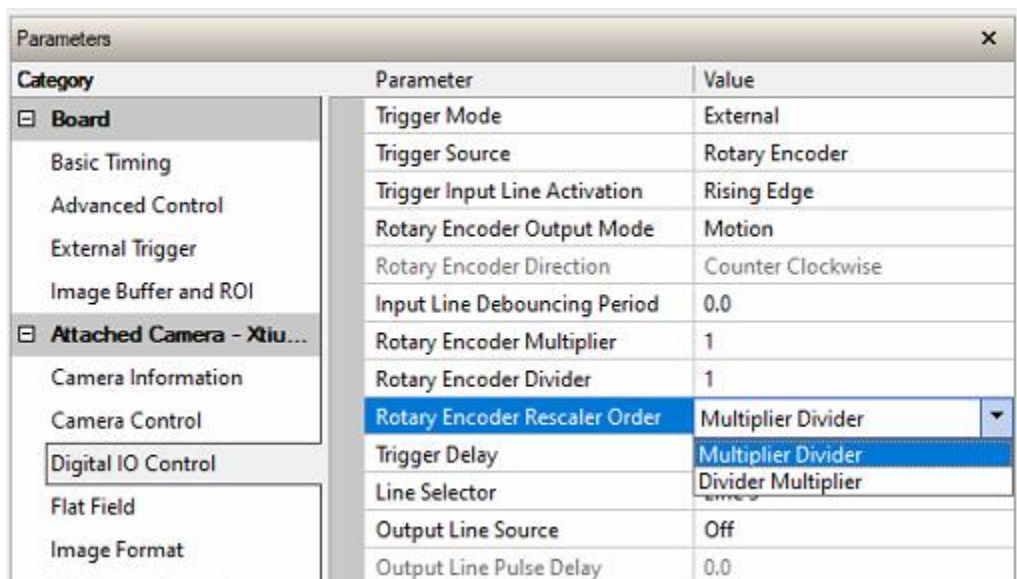 Parameters
Category Parameter Value
Board
Basic Timing
Advanced Control
External Trigger
Image Buffer and ROI
Attached Camera - Xtiu...
Camera Information
Camera Control
Digital IO Control
Flat Field
Image Format
Trigger Mode External
Trigger Source Rotary Encoder
Trigger Input Line Activation Rising Edge
Rotary Encoder Output Mode Motion
Rotary Encoder Direction Counter Clockwise
Input Line Debouncing Period 0.0
Rotary Encoder Multiplier 1
Rotary Encoder Divider 1
Rotary Encoder Rescaler Order Multiplier Divider
Multiplier Divider
Divider Multiplier
Trigger Delay
Line Selector
Output Line Source Off
Output Line Pulse Delay 0.0